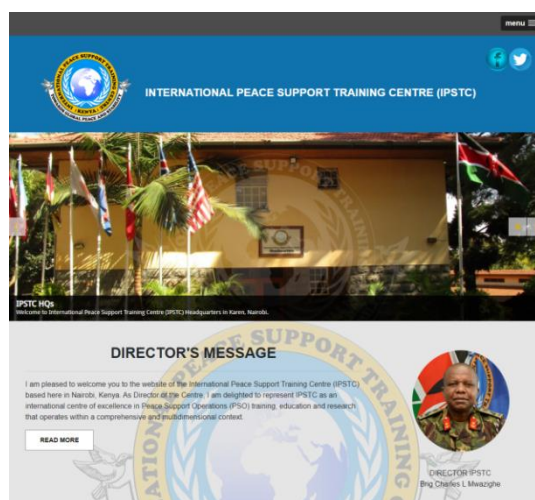 menu
INTERNATIONAL PEACE SUPPORT TRAINING CENTRE (IPSTC)
IPSTC HQs
Welcome to International Peace Support Training Centre (IPSTC) Headquarters in Karen, Nairobi.
DIRECTOR'S MESSAGE
I am pleased to welcome you to the website of the International Peace Support Training Centre (IPSTC)
based here in Nairobi, Kenya. As Director of the Centre, I am delighted to represent IPSTC as an
international centre of excellence in Peace Support Operations (PSO) training, education and research
that operates within a comprehensive and multidimensional context.
READ MORE
DIRECTOR IPSTC
Brig Charles L Mwazighe